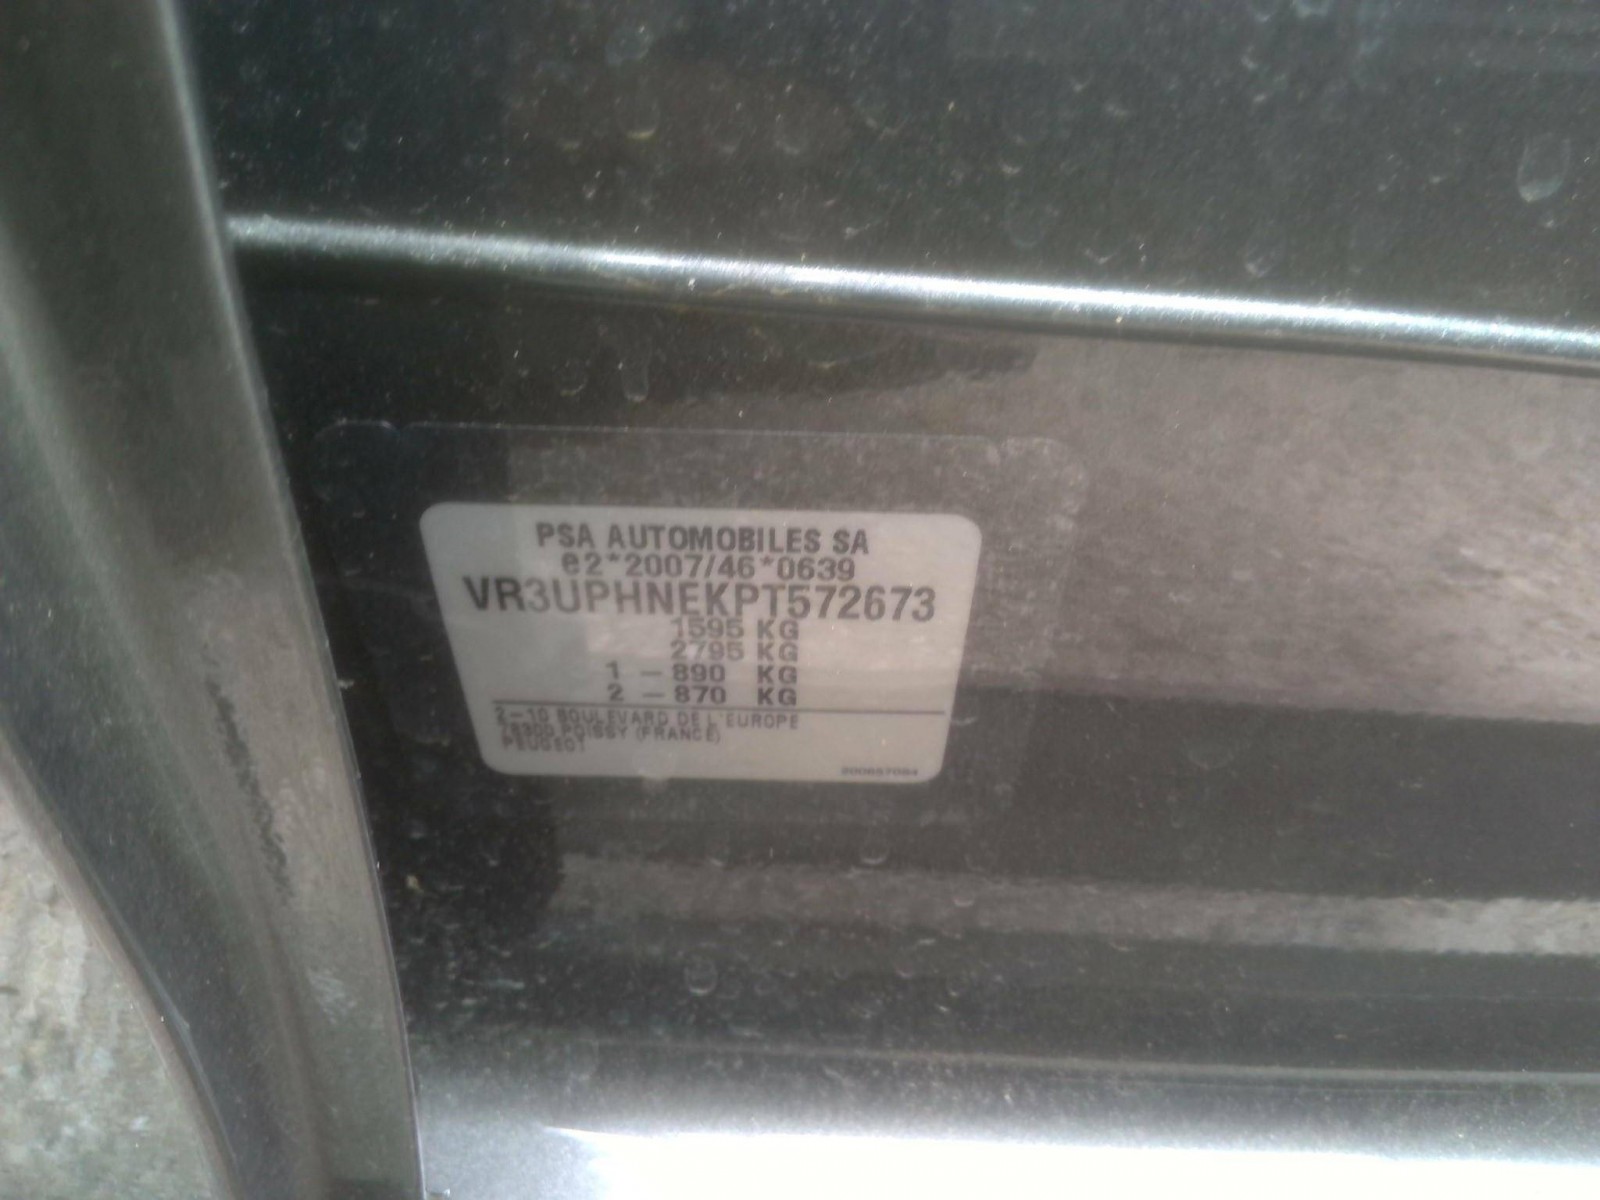 PSA AUTOMOBILES SA
e2*2007/46*0639
VR3UPHNEKPT572673
1595 KG
2795 KG
1 - 890 KG
2 - 870 KG
2-10 BOULEVARD DE L'EUROPE
78300 POISSY (FRANCE)
PEUGEOT